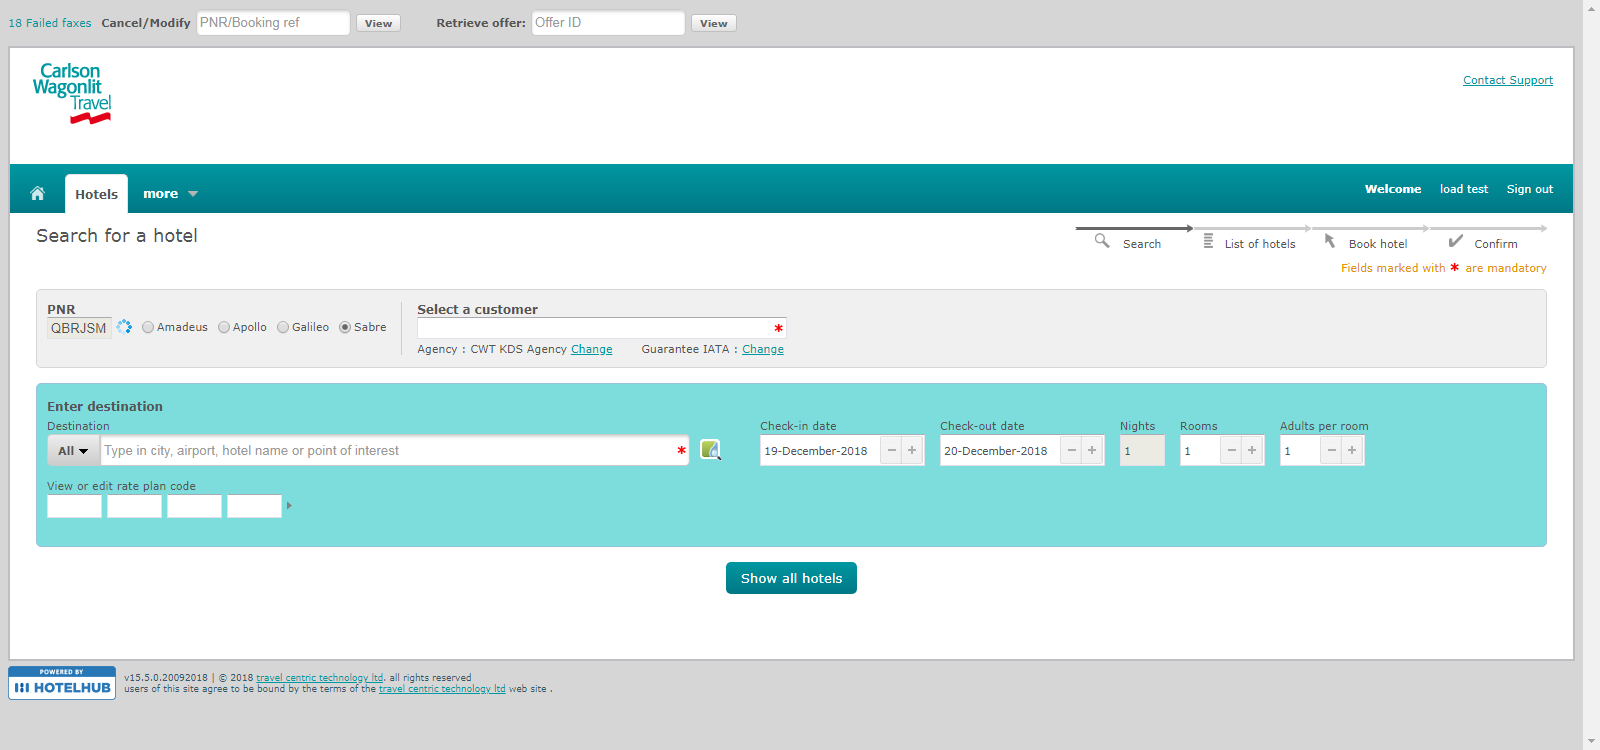 18 Failed faxes Cancel/Modify PNR/Booking ref View Retrieve offer: Offer ID View
Carlson
Wagonlit
Travel
Contact Support
Hotels more Welcome load test Sign out
Search for a hotel
Search List of hotels Book hotel Confirm
Fields marked with * are mandatory
PNR
QBRJSM Amadeus Apollo Galileo Sabre
Select a customer
*
Agency : CWT KDS Agency Change Guarantee IATA : Change
Enter destination
Destination Check-in date Check-out date Nights Rooms Adults per room
All Type in city, airport, hotel name or point of interest * 19-December-2018 − + 20-December-2018 − + 1 1 − + 1 − +
View or edit rate plan code
Show all hotels
POWERED BY
HOTELHUB
v15.5.0.20092018 | © 2018 travel centric technology ltd. all rights reserved
users of this site agree to be bound by the terms of the travel centric technology ltd web site .